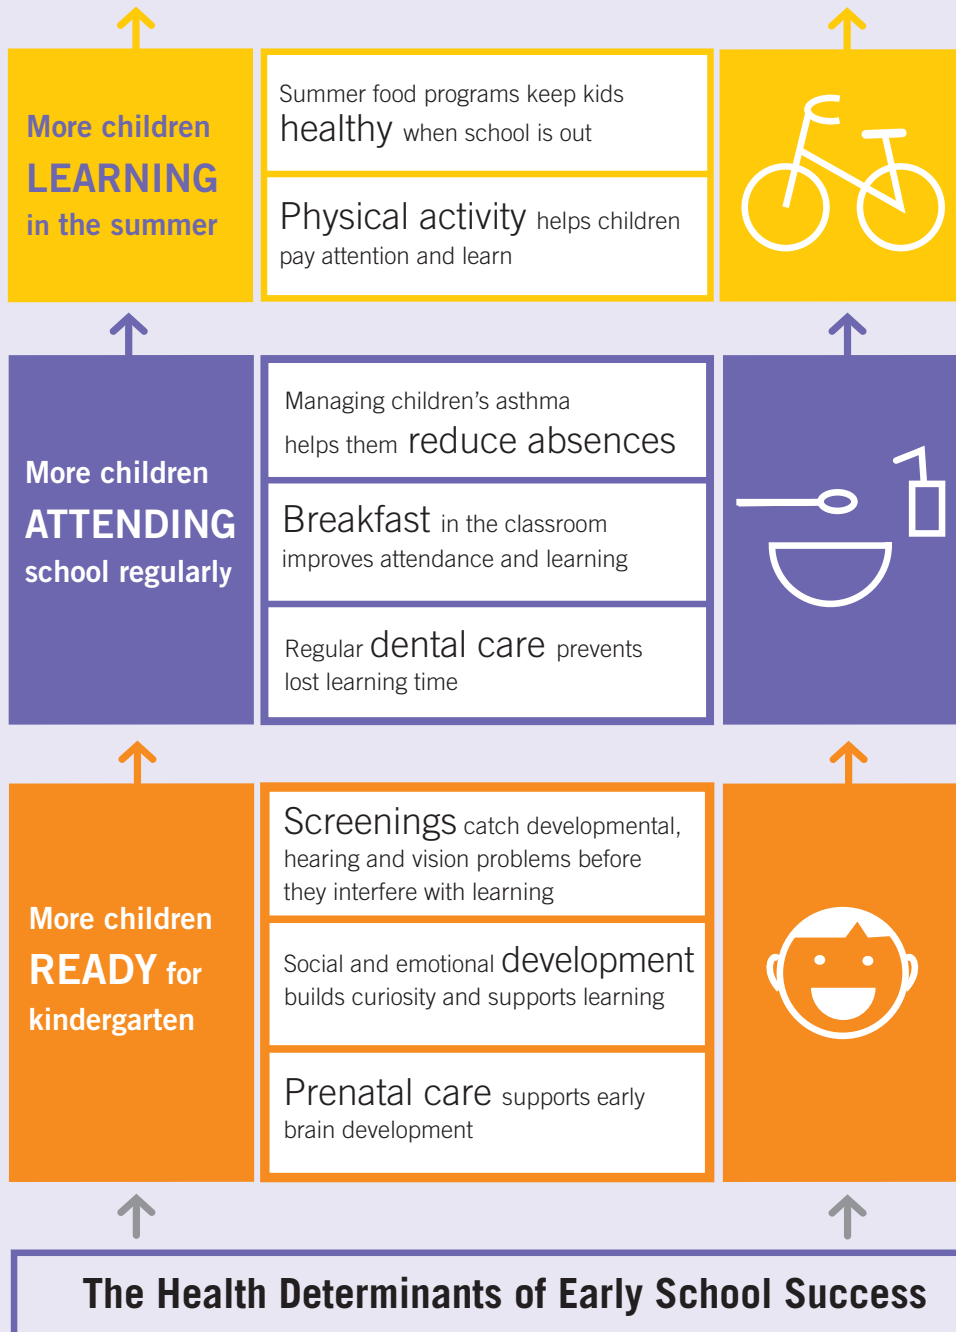 More children
LEARNING
in the summer
Summer food programs keep kids
healthy when school is out
Physical activity helps children
pay attention and learn
More children
ATTENDING
school regularly
Managing children’s asthma
helps them reduce absences
Breakfast in the classroom
improves attendance and learning
Regular dental care prevents
lost learning time
More children
READY for
kindergarten
Screenings catch developmental,
hearing and vision problems before
they interfere with learning
Social and emotional development
builds curiosity and supports learning
Prenatal care supports early
brain development
The Health Determinants of Early School Success